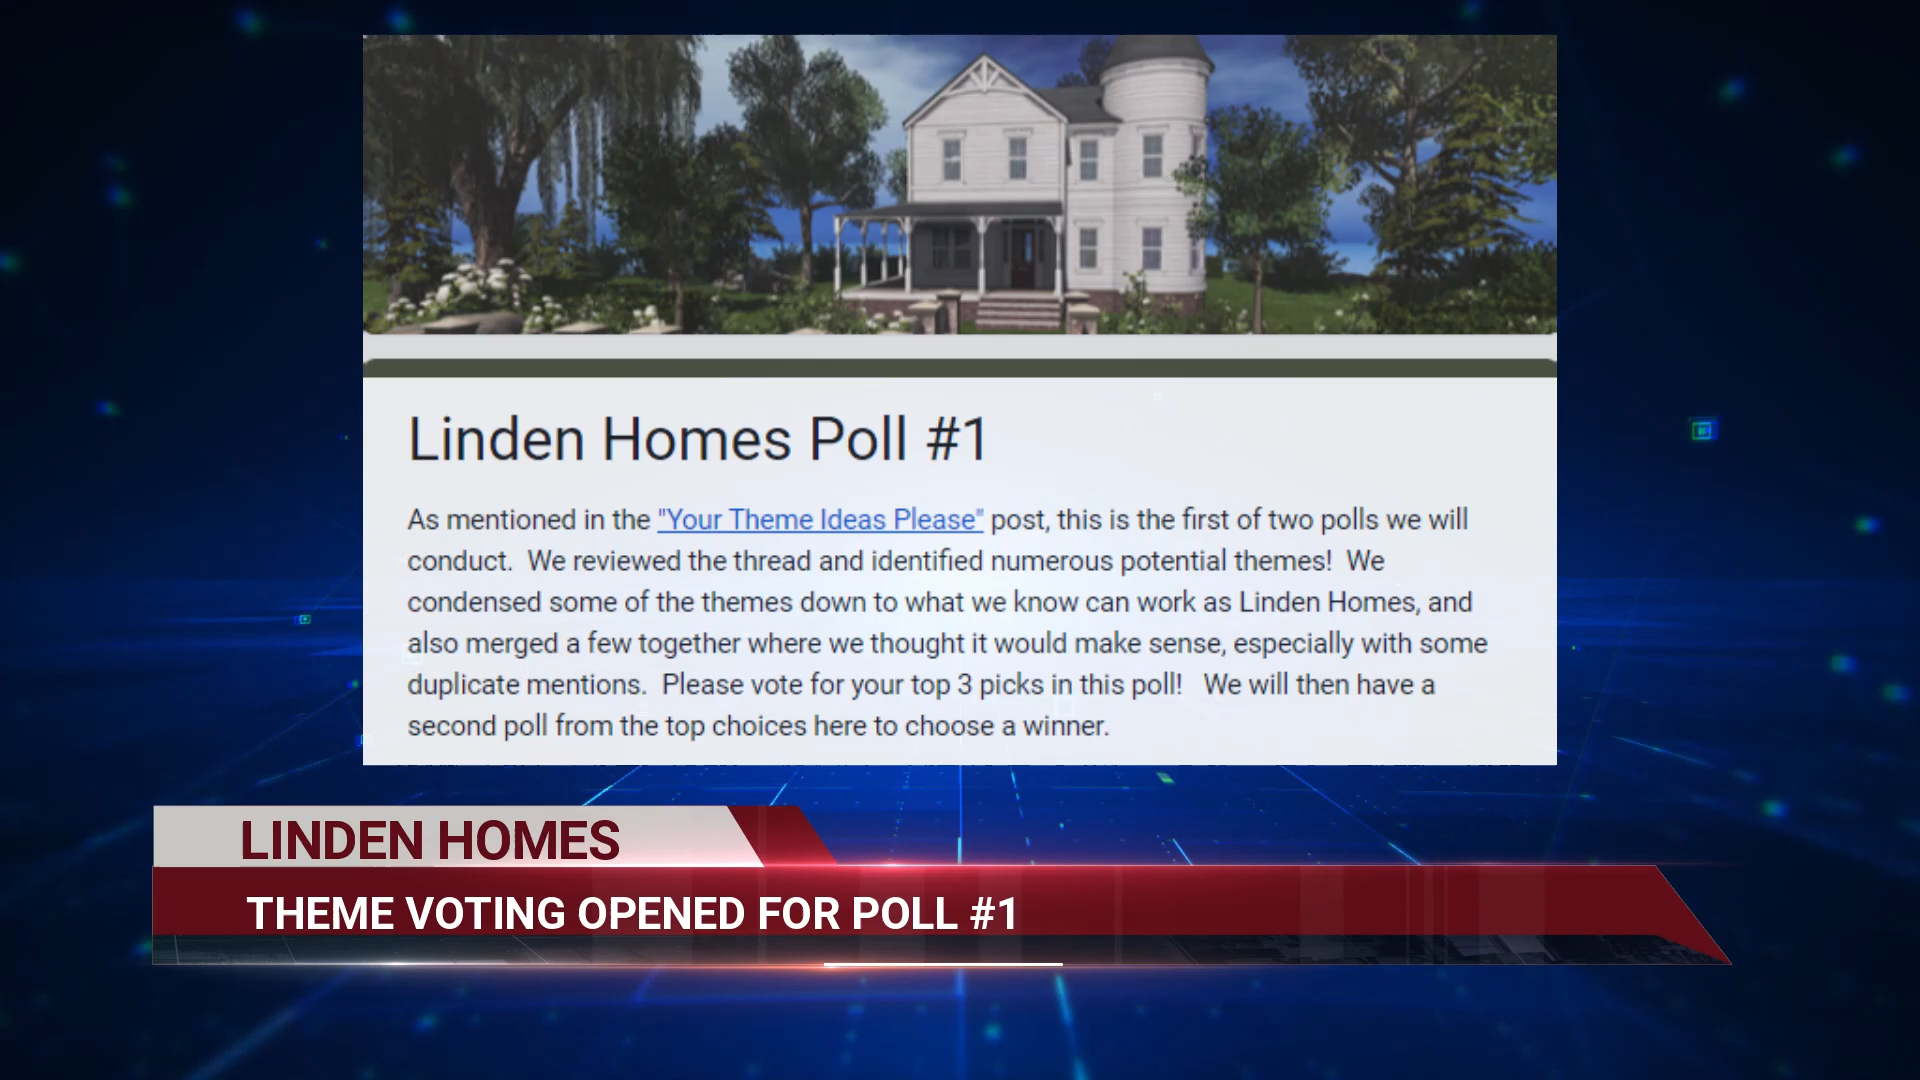 Linden Homes Poll #1
As mentioned in the "Your Theme Ideas Please" post, this is the first of two polls we will
conduct.  We reviewed the thread and identified numerous potential themes!  We
condensed some of the themes down to what we know can work as Linden Homes, and
also merged a few together where we thought it would make sense, especially with some
duplicate mentions.  Please vote for your top 3 picks in this poll!   We will then have a
second poll from the top choices here to choose a winner.
LINDEN HOMES
THEME VOTING OPENED FOR POLL #1